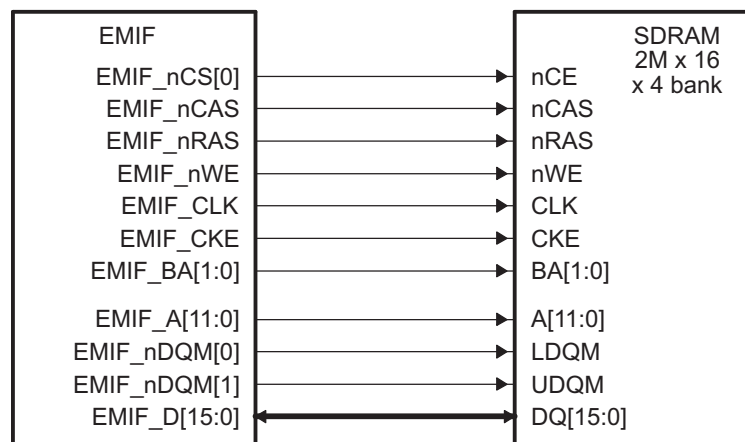 EMIF
EMIF_nCS[0]
EMIF_nCAS
EMIF_nRAS
EMIF_nWE
EMIF_CLK
EMIF_CKE
EMIF_BA[1:0]
EMIF_A[11:0]
EMIF_nDQM[0]
EMIF_nDQM[1]
EMIF_D[15:0]
SDRAM
2M x 16
x 4 bank
nCE
nCAS
nRAS
nWE
CLK
CKE
BA[1:0]
A[11:0]
LDQM
UDQM
DQ[15:0]